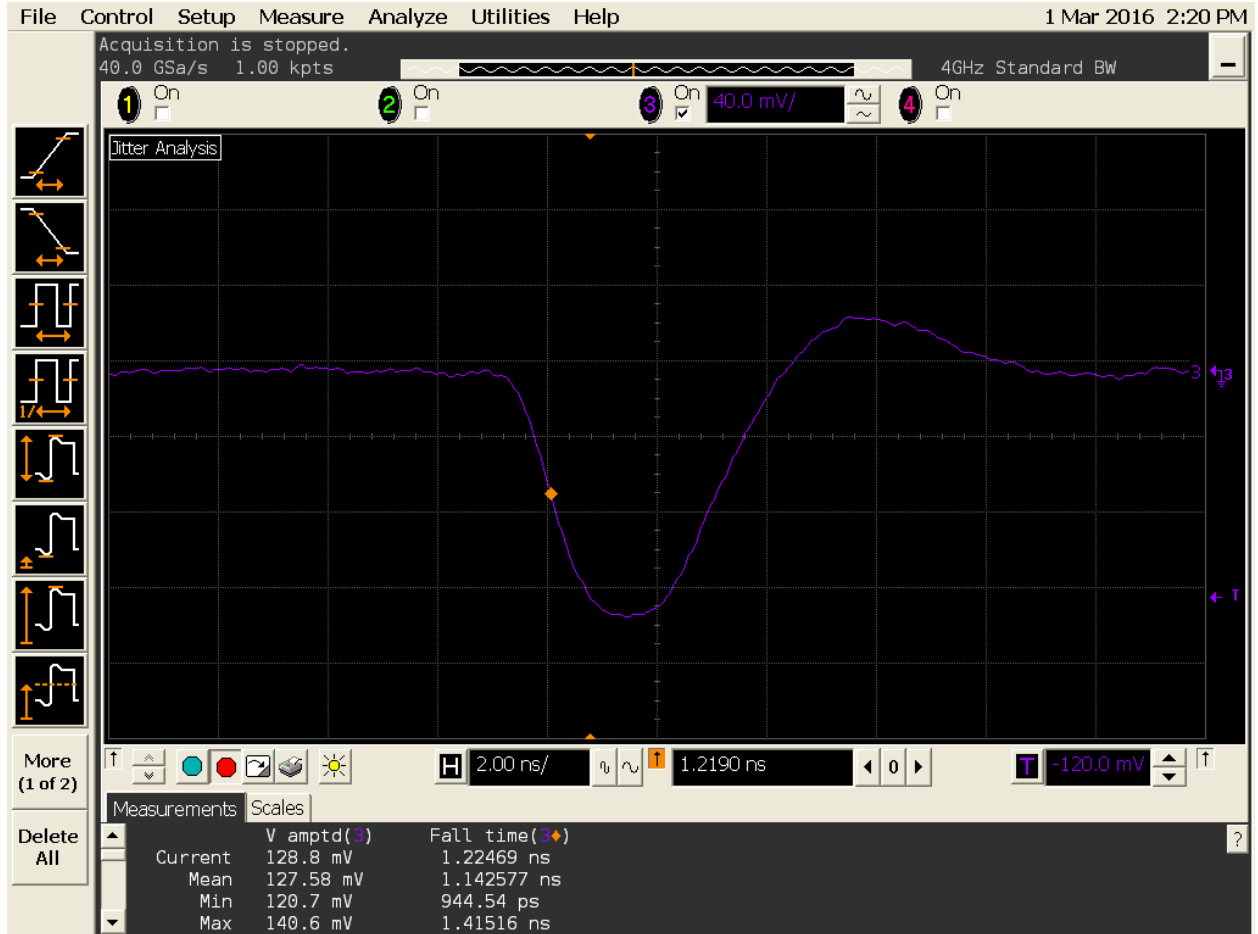 File Control Setup Measure Analyze Utilities Help 1 Mar 2016 2:20 PM
Acquisition is stopped.
40.0 GSa/s 1.00 kpts 4GHz Standard BW
1 On 2 On 3 On 40.0 mV/ 4 On
Jitter Analysis
1/
3 3
T
More
(1 of 2)
H 2.00 ns/ 1.2190 ns 0 T -120.0 mV
Measurements Scales
Delete
All
V amptd(3) Fall time(3◆) ?
Current 128.8 mV 1.22469 ns
Mean 127.58 mV 1.142577 ns
Min 120.7 mV 944.54 ps
Max 140.6 mV 1.41516 ns